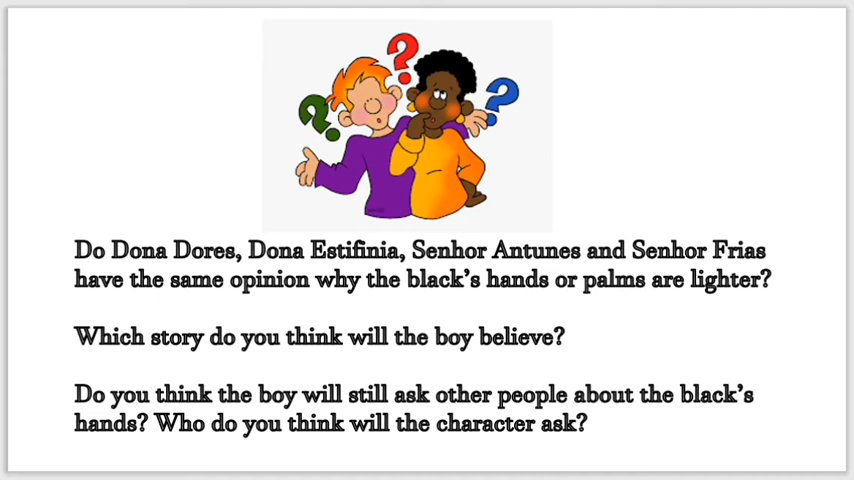 ? ? ?
Do Dona Dores, Dona Estifinia, Senhor Antunes and Senhor Frias
have the same opinion why the black's hands or palms are lighter?
Which story do you think will the boy believe?
Do you think the boy will still ask other people about the black's
hands? Who do you think will the character ask?